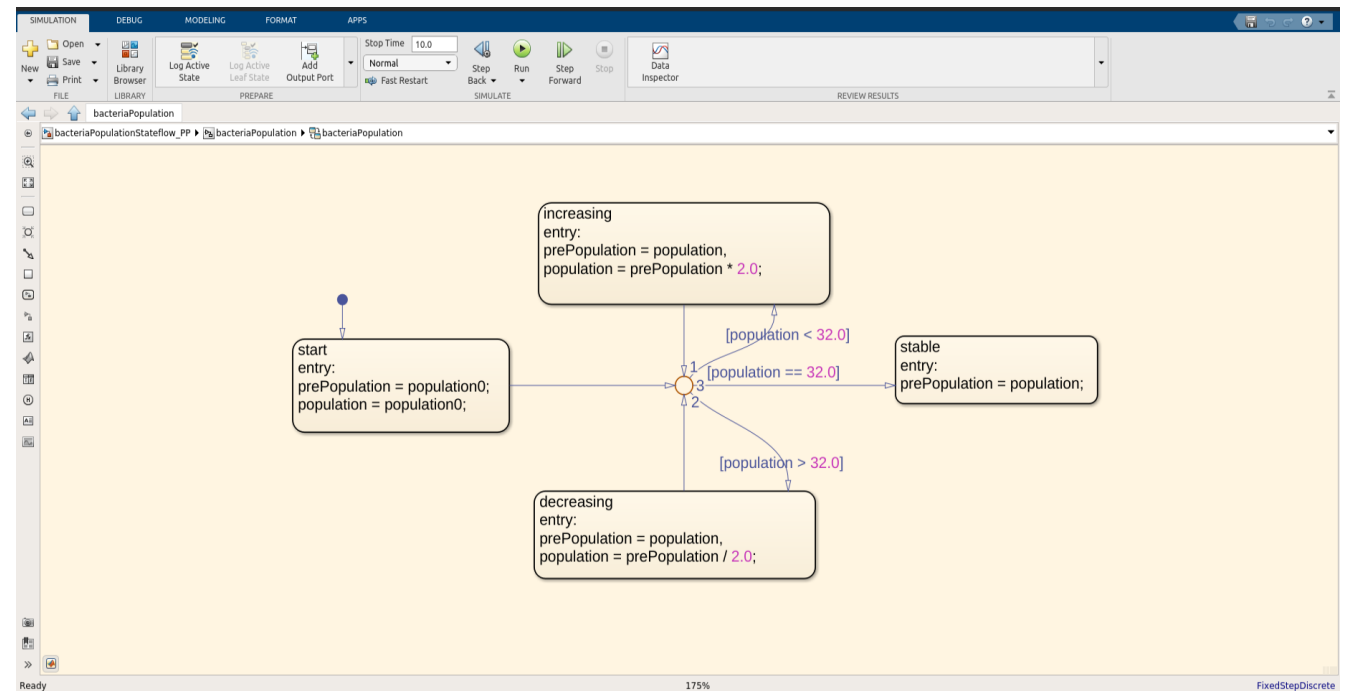 SIMULATION DEBUG MODELING FORMAT APPS
New
Open
Save
Print
FILE
Library
Browser
LIBRARY
Log Active
State
Log Active
Leaf State
Add
Output Port
PREPARE
Stop Time 10.0
Normal
Fast Restart
Step
Back
Run
Step
Forward
Stop
SIMULATE
Data
Inspector
REVIEW RESULTS
bacteriaPopulation
bacteriaPopulationStateflow_PP bacteriaPopulation bacteriaPopulation
increasing
entry:
prePopulation = population,
population = prePopulation * 2.0;
start
entry:
prePopulation = population0;
population = population0;
[population < 32.0]
1
[population == 32.0]
3
2
[population > 32.0]
stable
entry:
prePopulation = population;
decreasing
entry:
prePopulation = population,
population = prePopulation / 2.0;
Ready
175%
FixedStepDiscrete